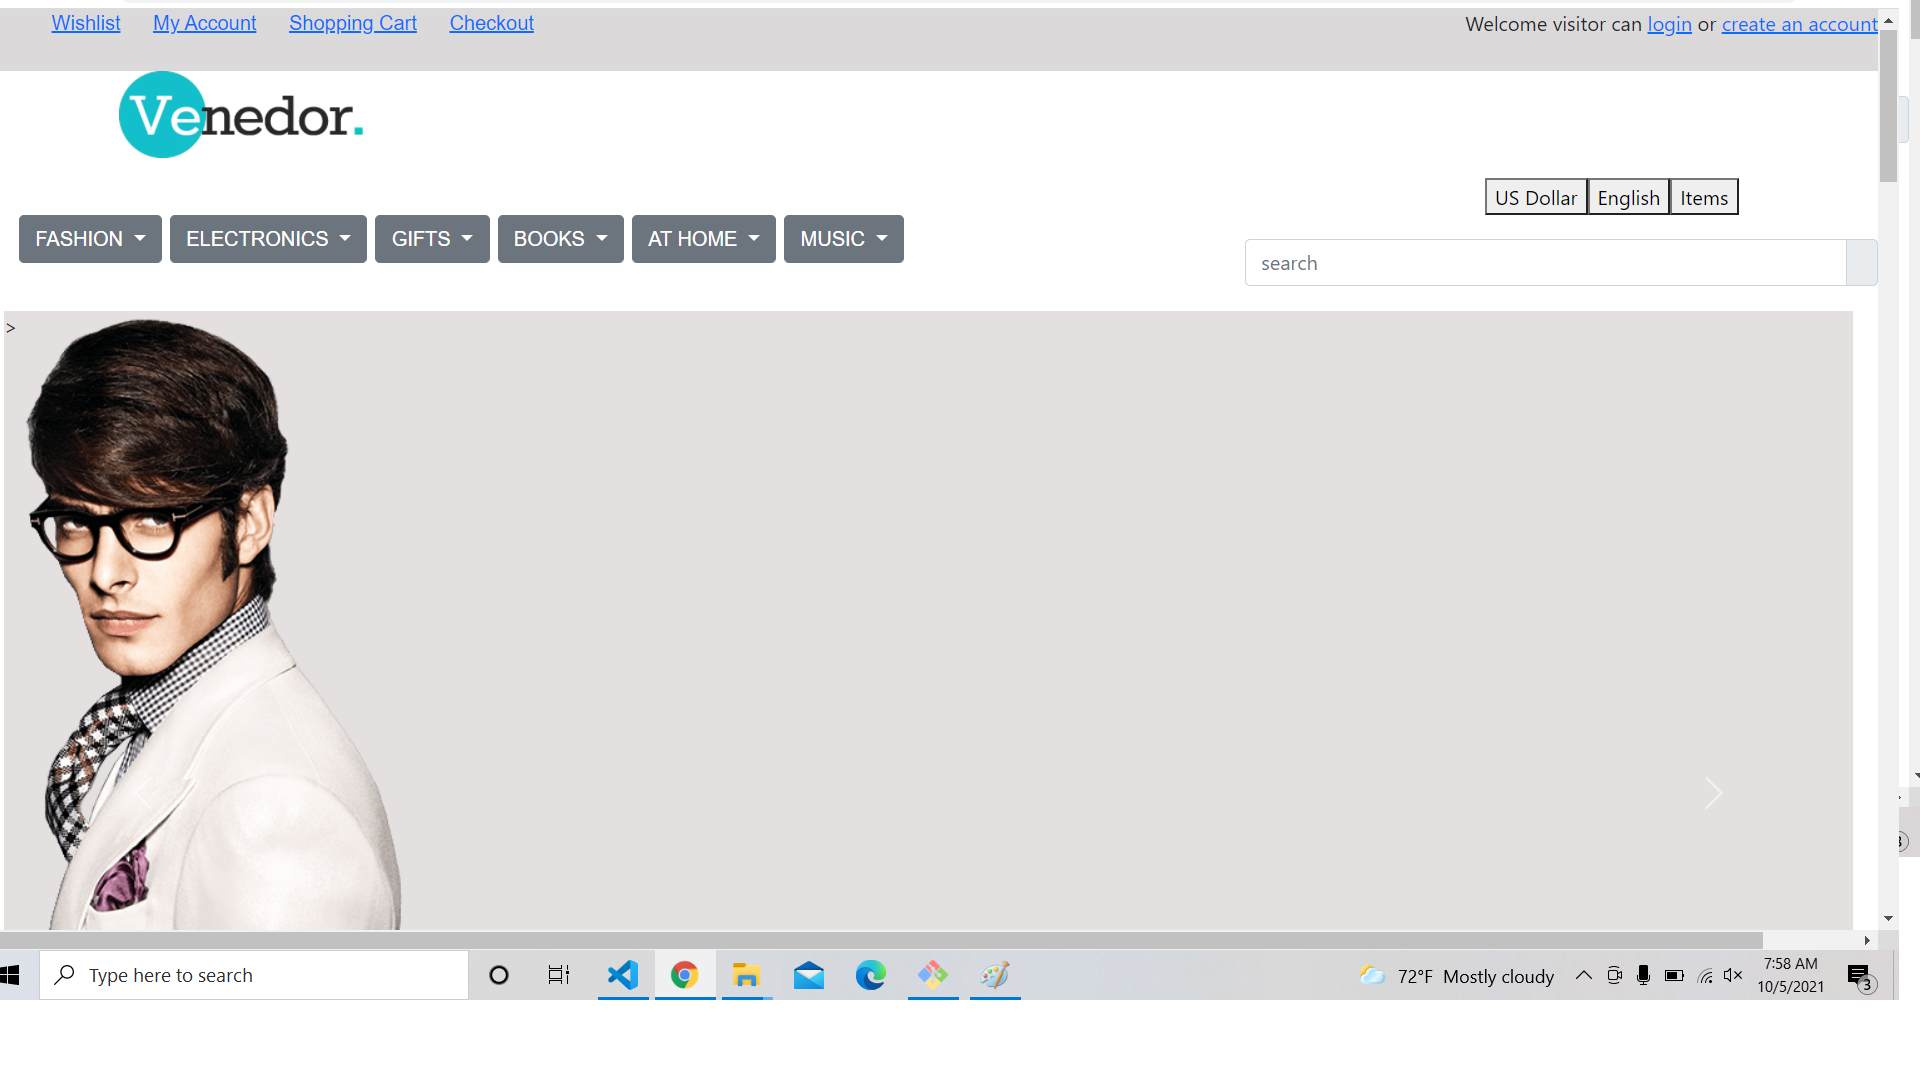 Wishlist My Account Shopping Cart Checkout Welcome visitor can login or create an account
Venedor.
US Dollar English Items
FASHION ELECTRONICS GIFTS BOOKS AT HOME MUSIC
search
>
Type here to search 72°F Mostly cloudy 7:58 AM
10/5/2021
3